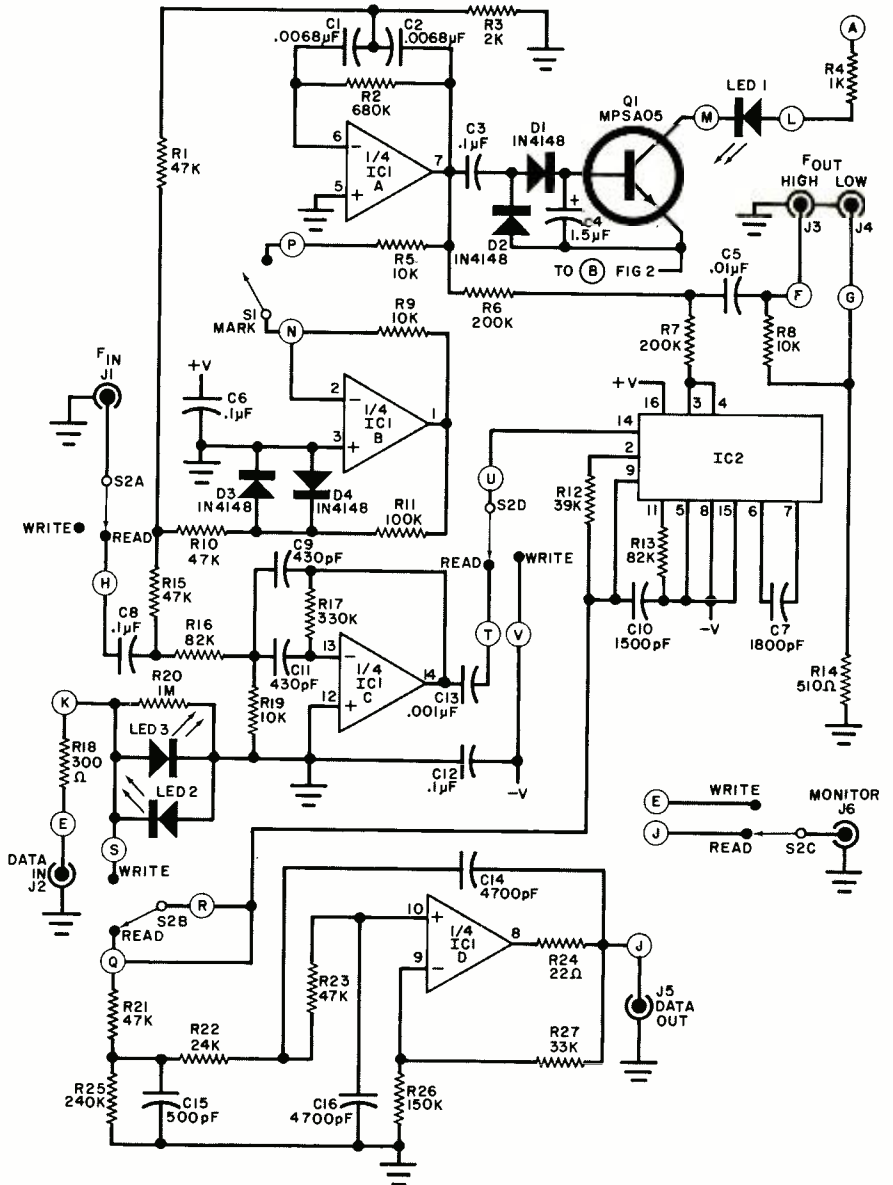 C1
.0068µF
C2
.0068µF
R3
2K
A
R4
1K
R2
680K
LED 1
Q1
MPSA05
M
L
R1
47K
6
7
5
1/4
IC1
A
C3
.1µF
D1
1N4148
FOUT
HIGH
LOW
J3
J4
D2
1N4148
C4
1.5µF
TO B FIG 2
P
R5
10K
C5
.01µF
F
G
S1
MARK
N
R9
10K
R6
200K
R7
200K
R8
10K
FIN
J1
+V
C6
.1µF
2
3
1
1/4
IC1
B
+V
16
3
4
14
2
9
IC2
11
5
8
15
6
7
U
S2D
R12
39K
D3
1N4148
D4
1N4148
R11
100K
S2A
WRITE
READ
R10
47K
READ
WRITE
R13
82K
H
C9
430pF
C8
.1µF
R15
47K
R16
82K
R17
330K
13
12
14
1/4
IC1
C
T
V
C10
1500pF
-V
C7
1800pF
C11
430pF
C13
.001µF
R14
510Ω
R20
1M
K
R19
10K
LED3
LED2
R18
300
Ω
C12
.1µF
-V
E
WRITE
MONITOR
J6
J
READ
S2C
E
S
WRITE
DATA
IN
J2
S2B
R
READ
Q
C14
4700pF
10
9
8
1/4
IC1
D
R24
22Ω
J
R21
47K
R23
47K
J5
DATA
OUT
R22
24K
R27
33K
R25
240K
C15
500pF
C16
4700pF
R26
150K